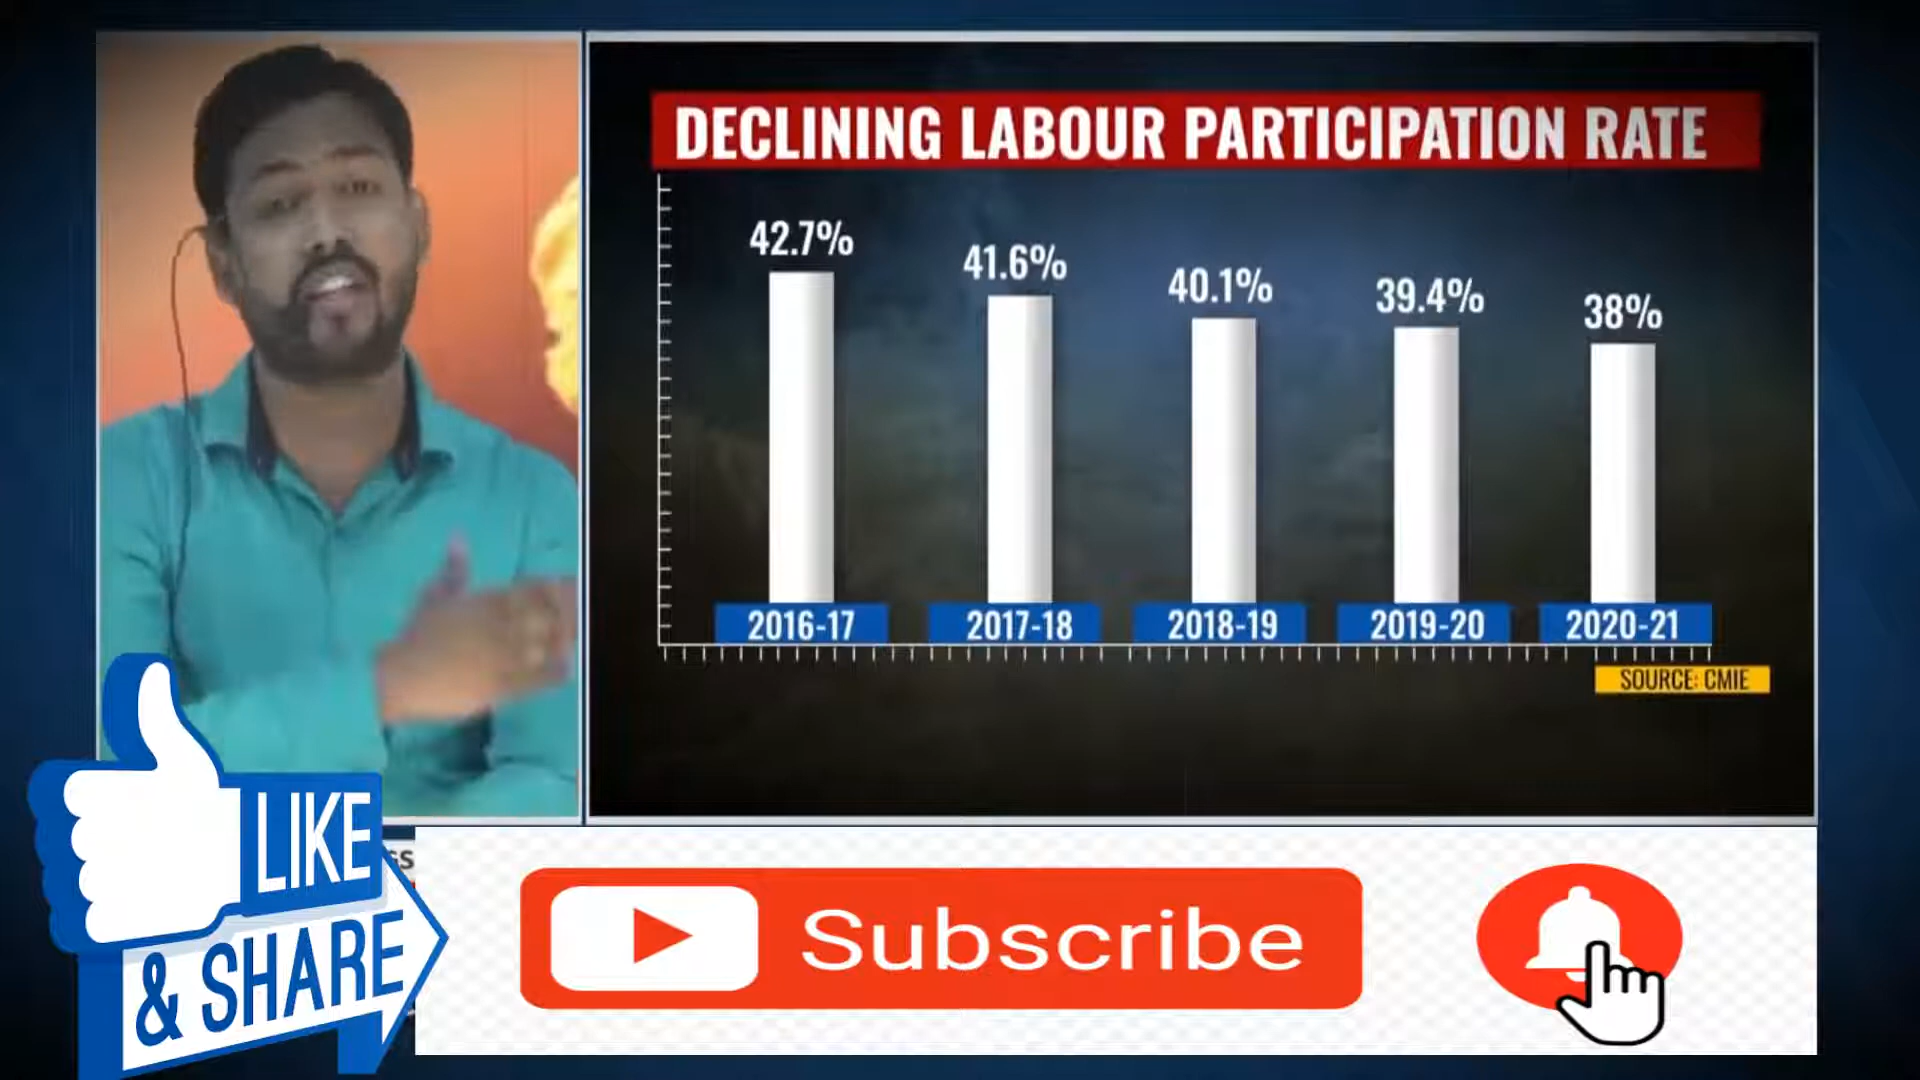 DECLINING LABOUR PARTICIPATION RATE
42.7%
41.6%
40.1%
39.4%
38%
2016-17
2017-18
2018-19
2019-20
2020-21
SOURCE: CMIE
LIKE
& SHARE
Subscribe